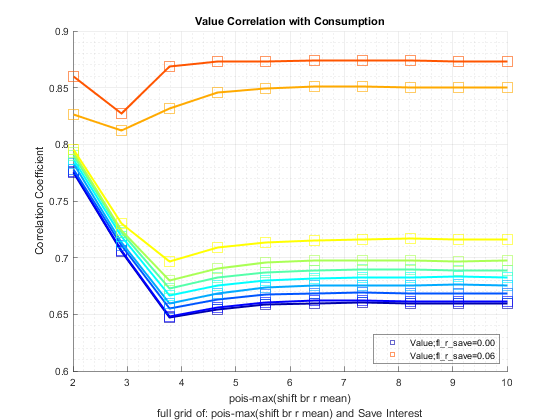 Value Correlation with Consumption
Correlation Coefficient
0.9
0.85
0.8
0.75
0.7
0.65
0.6
2 3 4 5 6 7 8 9 10
Value;fl_r_save=0.00
Value;fl_r_save=0.06
pois-max(shift br r mean)
full grid of: pois-max(shift br r mean) and Save Interest